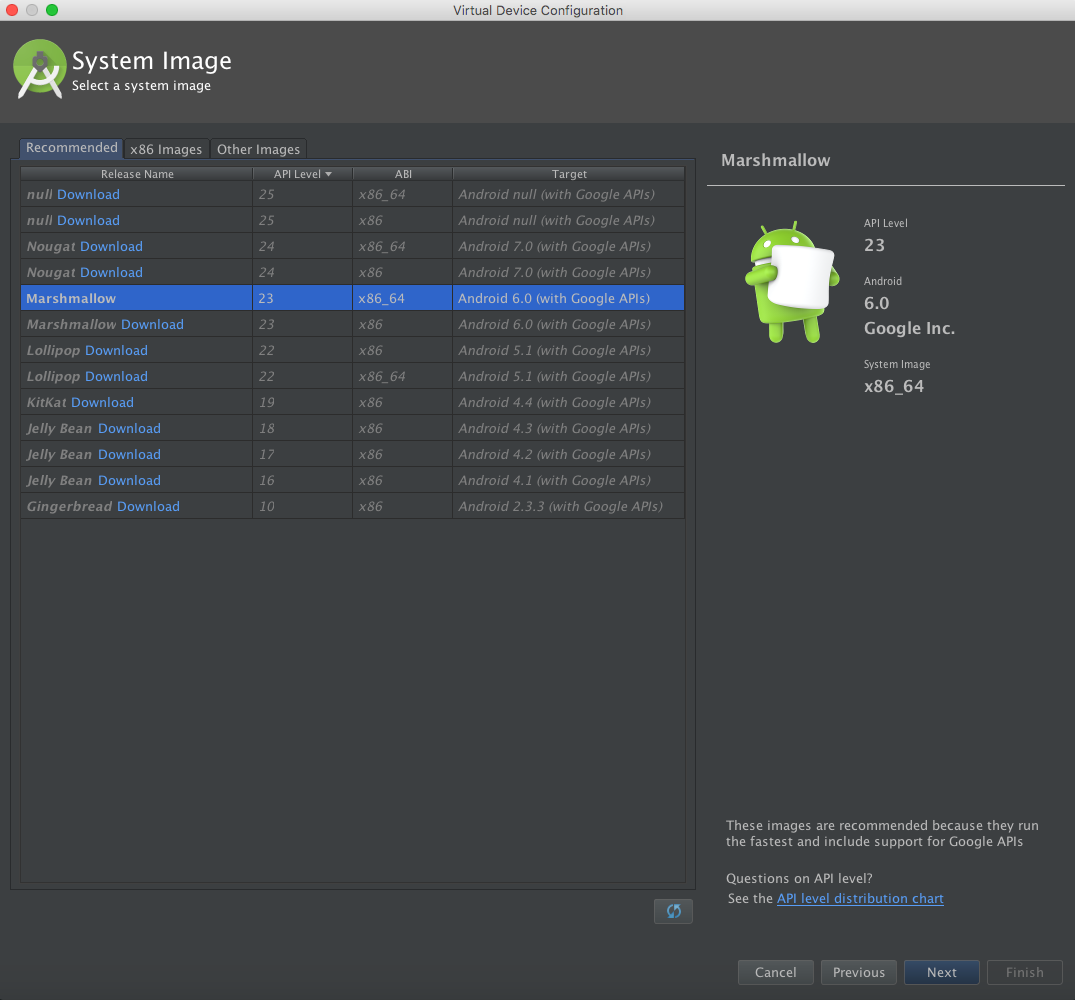 Virtual Device Configuration
System Image
Select a system image
Recommended x86 Images Other Images
Release Name API Level ABI Target
null Download 25 x86_64 Android null (with Google APIs)
null Download 25 x86 Android null (with Google APIs)
Nougat Download 24 x86_64 Android 7.0 (with Google APIs)
Nougat Download 24 x86 Android 7.0 (with Google APIs)
Marshmallow 23 x86_64 Android 6.0 (with Google APIs)
Marshmallow Download 23 x86 Android 6.0 (with Google APIs)
Lollipop Download 22 x86 Android 5.1 (with Google APIs)
Lollipop Download 22 x86_64 Android 5.1 (with Google APIs)
KitKat Download 19 x86 Android 4.4 (with Google APIs)
Jelly Bean Download 18 x86 Android 4.3 (with Google APIs)
Jelly Bean Download 17 x86 Android 4.2 (with Google APIs)
Jelly Bean Download 16 x86 Android 4.1 (with Google APIs)
Gingerbread Download 10 x86 Android 2.3.3 (with Google APIs)
Marshmallow
API Level
23
Android
6.0
Google Inc.
System Image
x86_64
These images are recommended because they run
the fastest and include support for Google APIs
Questions on API level?
See the API level distribution chart
Cancel Previous Next Finish